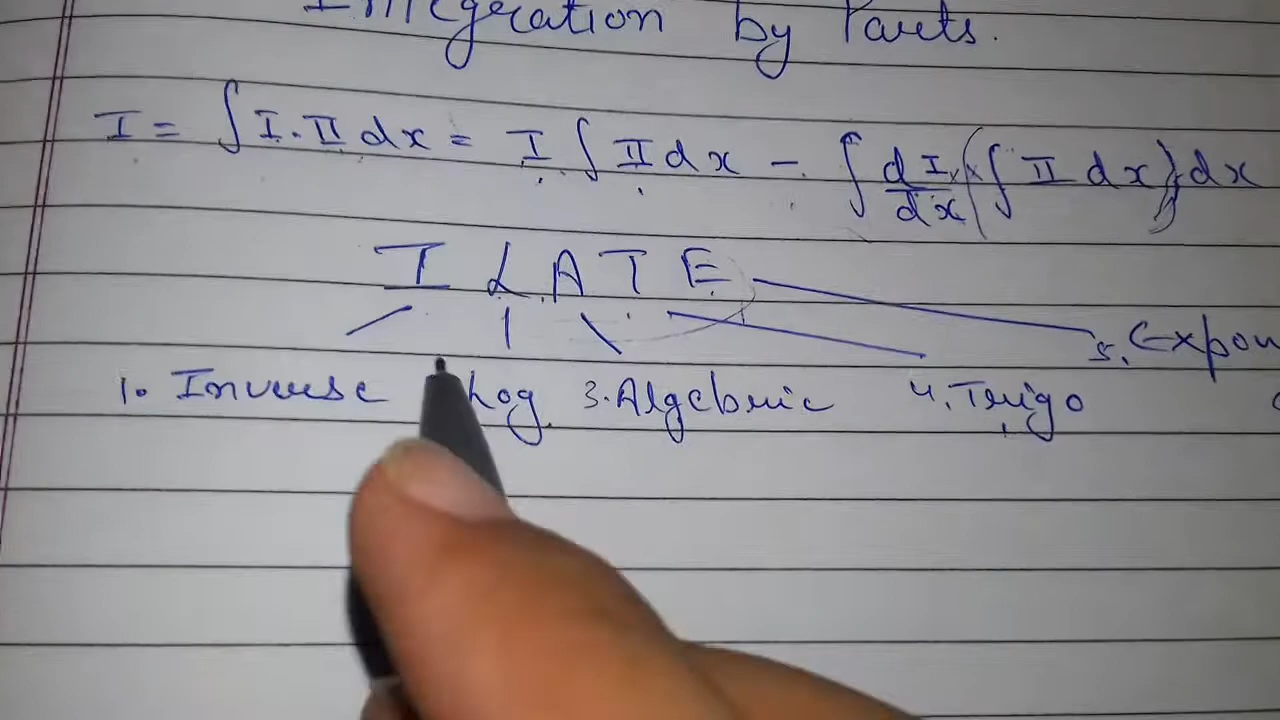 Integration by Parts.
I = ∫ I . II dx = I ∫ II dx - ∫ dI/dx (∫ II dx) dx
I L A T E
1. Inverse Log 3. Algebric 4. Trigo 5. Expon